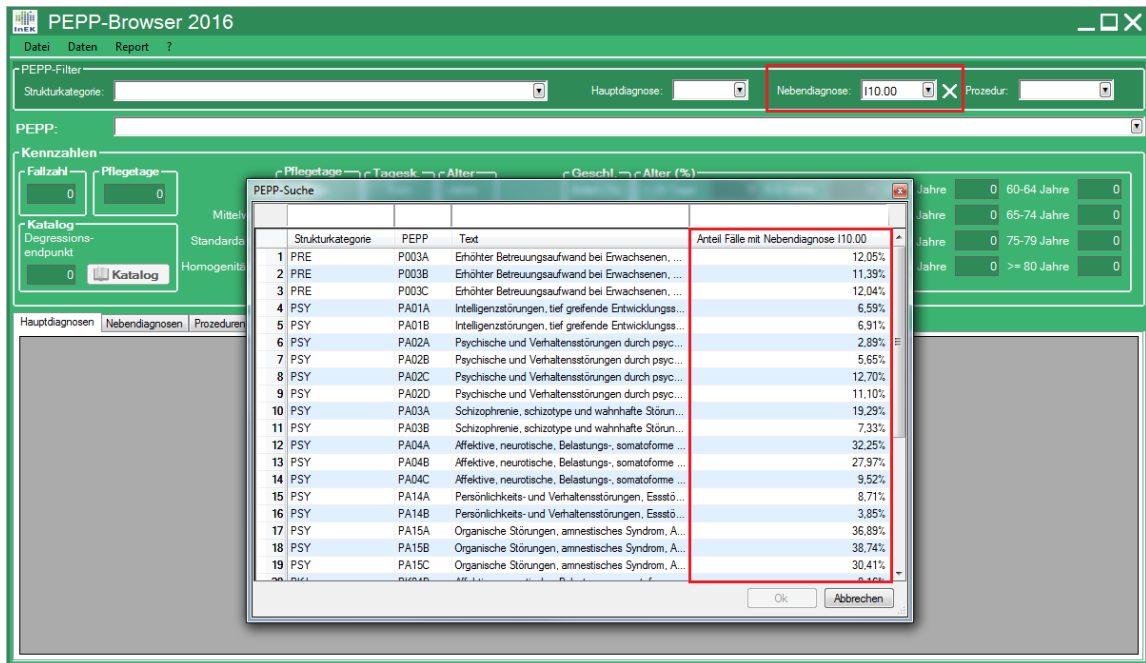 InEK PEPP-Browser 2016
Datei Daten Report ?
PEPP-Filter
Strukturkategorie: Hauptdiagnose: Nebendiagnose: I10.00 Prozedur:
PEPP:
Kennzahlen
Fallzahl Pflegetage Pflegetage Tagesk. Alter Geschl. Alter (%)
0 0 Jahre 0 60-64 Jahre 0
Mittelw Jahre 0 65-74 Jahre 0
Katalog
Degressions-
endpunkt
Standarda Jahre 0 75-79 Jahre 0
0 Katalog Homogenitä Jahre 0 >= 80 Jahre 0
Hauptdiagnosen Nebendiagnosen Prozeduren
PEPP-Suche
Strukturkategorie PEPP Text Anteil Fälle mit Nebendiagnose I10.00
1 PRE P003A Erhöhter Betreuungsaufwand bei Erwachsenen, ... 12,05%
2 PRE P003B Erhöhter Betreuungsaufwand bei Erwachsenen, ... 11,39%
3 PRE P003C Erhöhter Betreuungsaufwand bei Erwachsenen, ... 12,04%
4 PSY PA01A Intelligenzstörungen, tief greifende Entwicklungss... 6,59%
5 PSY PA01B Intelligenzstörungen, tief greifende Entwicklungss... 6,91%
6 PSY PA02A Psychische und Verhaltensstörungen durch psyc... 2,89%
7 PSY PA02B Psychische und Verhaltensstörungen durch psyc... 5,65%
8 PSY PA02C Psychische und Verhaltensstörungen durch psyc... 12,70%
9 PSY PA02D Psychische und Verhaltensstörungen durch psyc... 11,10%
10 PSY PA03A Schizophrenie, schizotype und wahnhafte Störun... 19,29%
11 PSY PA03B Schizophrenie, schizotype und wahnhafte Störun... 7,33%
12 PSY PA04A Affektive, neurotische, Belastungs-, somatoforme ... 32,25%
13 PSY PA04B Affektive, neurotische, Belastungs-, somatoforme ... 27,97%
14 PSY PA04C Affektive, neurotische, Belastungs-, somatoforme ... 9,52%
15 PSY PA14A Persönlichkeits- und Verhaltensstörungen, Essstö... 8,71%
16 PSY PA14B Persönlichkeits- und Verhaltensstörungen, Essstö... 3,85%
17 PSY PA15A Organische Störungen, amnestisches Syndrom, A... 36,89%
18 PSY PA15B Organische Störungen, amnestisches Syndrom, A... 38,74%
19 PSY PA15C Organische Störungen, amnestisches Syndrom, A... 30,41%
Ok Abbrechen